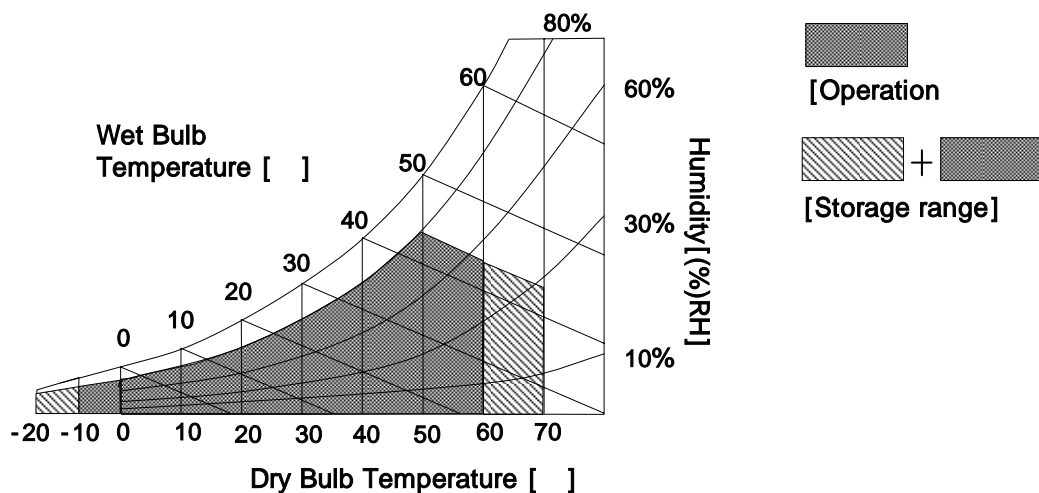 80%
[Operation
60
60%
Wet Bulb
Temperature [ ]
50
+
[Storage range]
40
30%
Humidity[(%)RH]
30
20
10
0
10%
-20 -10 0 10 20 30 40 50 60 70
Dry Bulb Temperature [ ]